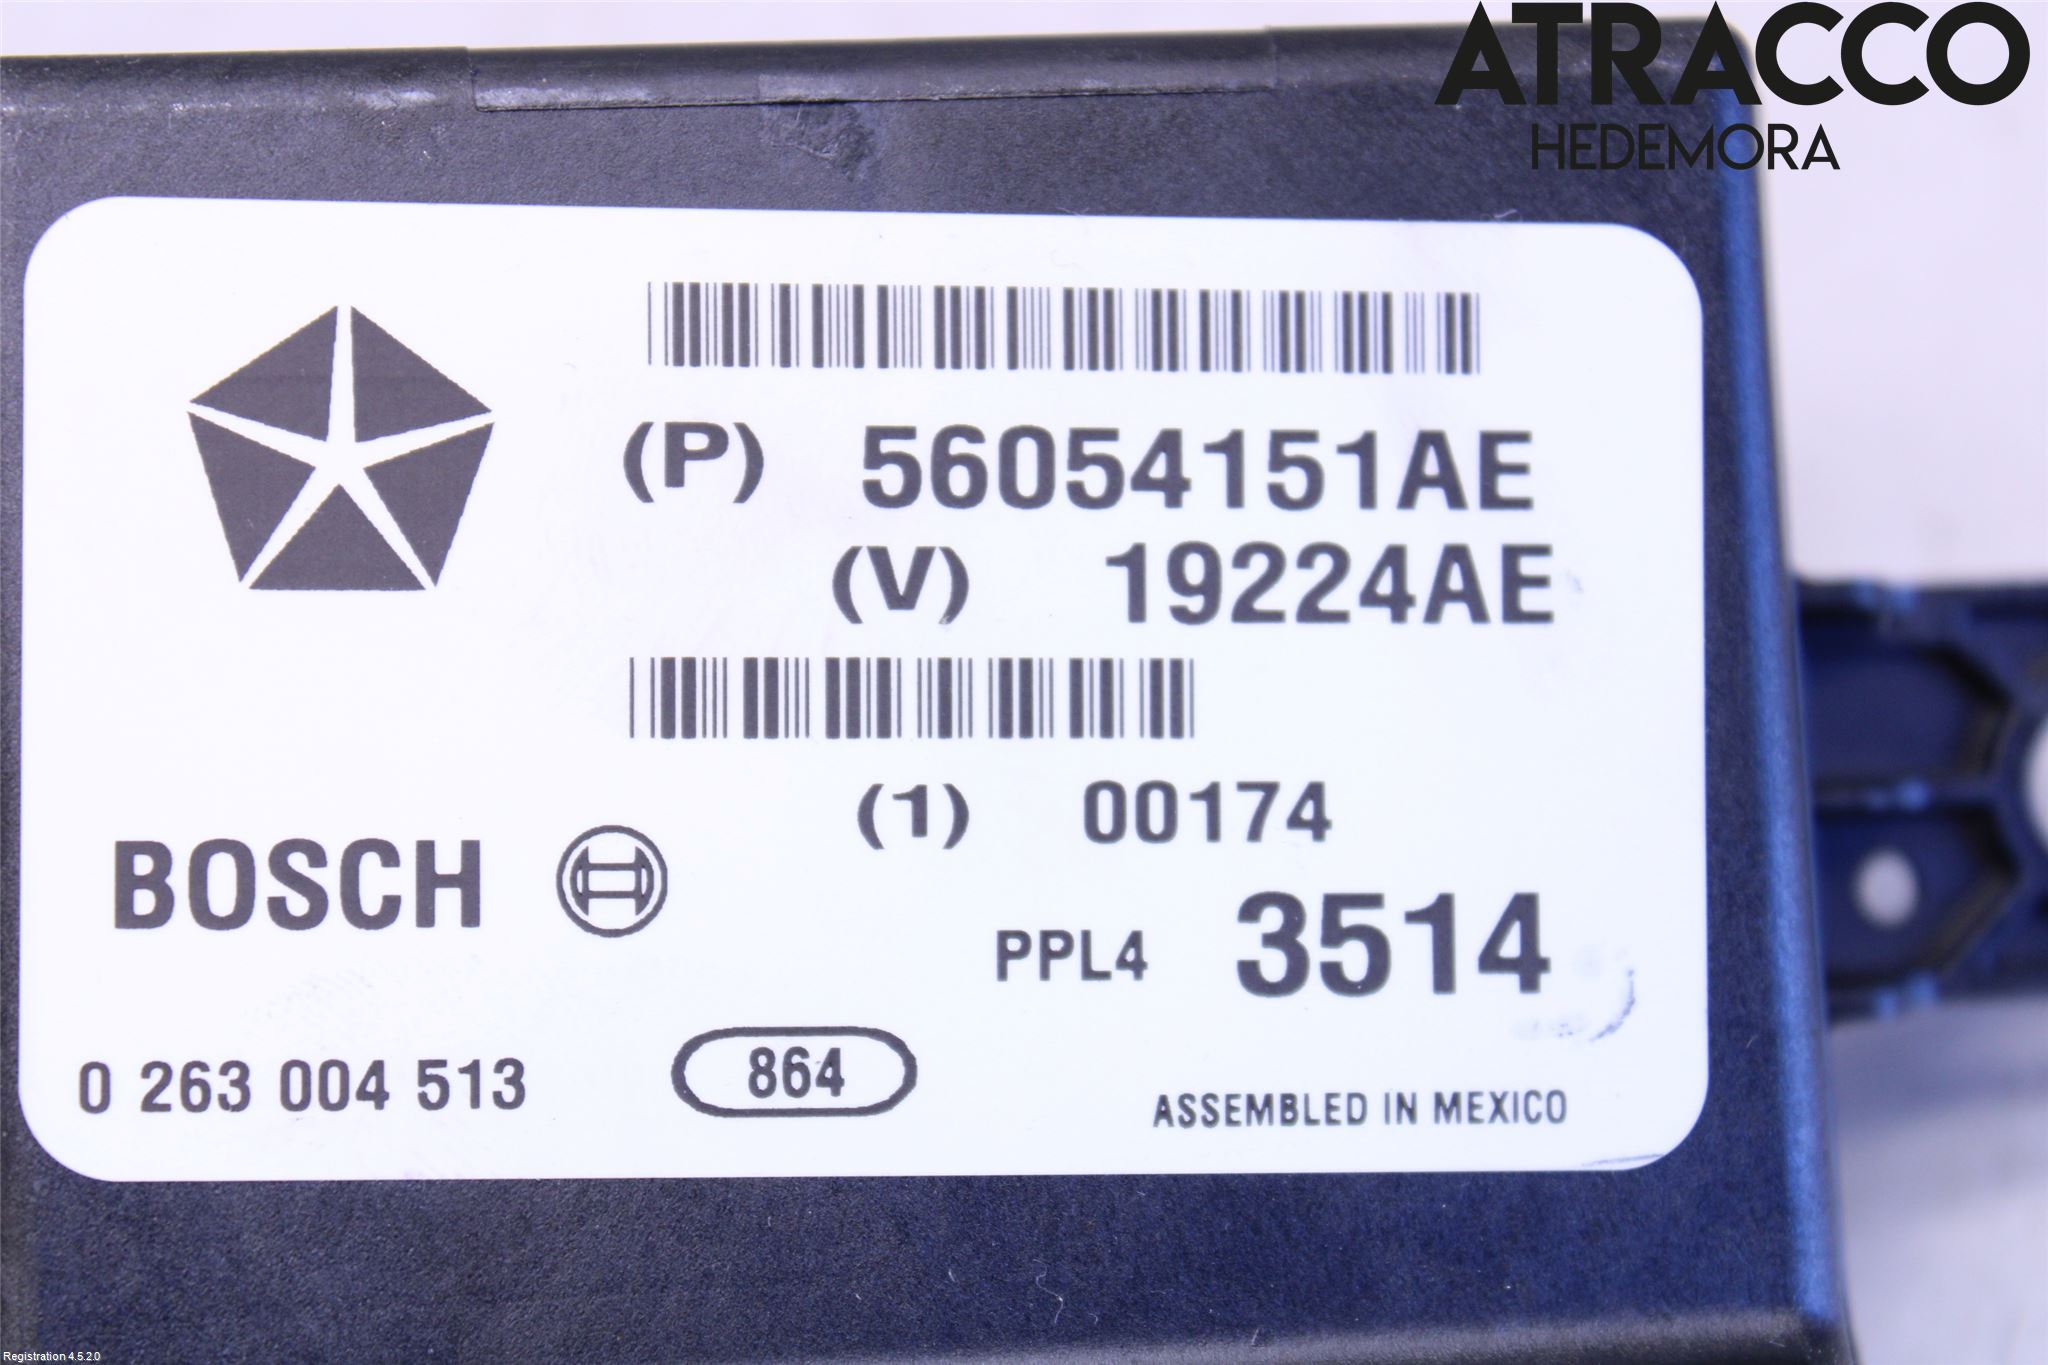 ATRACCO
HEDEMORA
(P) 56054151AE
(V) 19224AE
(1) 00174
BOSCH
PPL4 3514
0 263 004 513
864
ASSEMBLED IN MEXICO
Registration 4.5.2.0